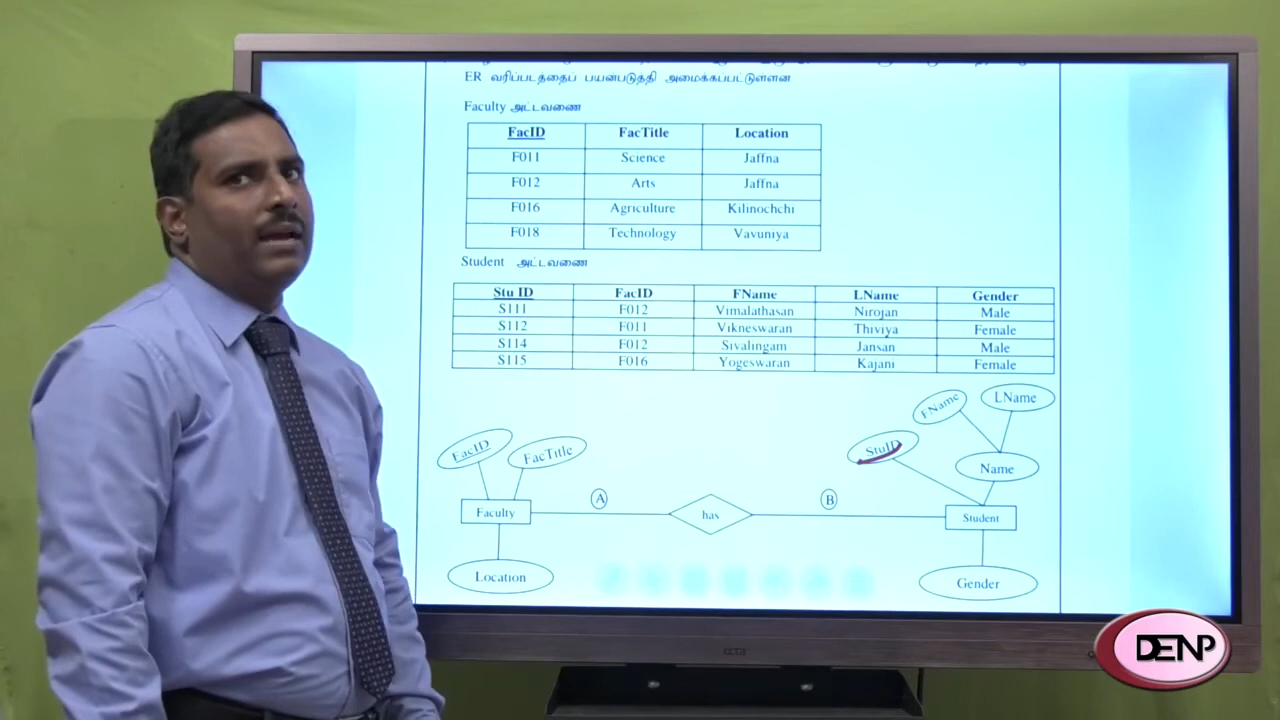 ER வரிப்படத்தைப் பயன்படுத்தி அமைக்கப்பட்டுள்ளன
Faculty அட்டவணை
FacID FacTitle Location
F011 Science Jaffna
F012 Arts Jaffna
F016 Agriculture Kilinochchi
F018 Technology Vavuniya
Student அட்டவணை
Stu ID FacID FName LName Gender
S111 F012 Vimalathasan Nirojan Male
S112 F011 Vikneswaran Thiviya Female
S114 F012 Sivalingam Jansan Male
S115 F016 Yogeswaran Kajani Female
FName LName
FacID FacTitle StuID Name
A B
Faculty has Student
Location Gender
DENP